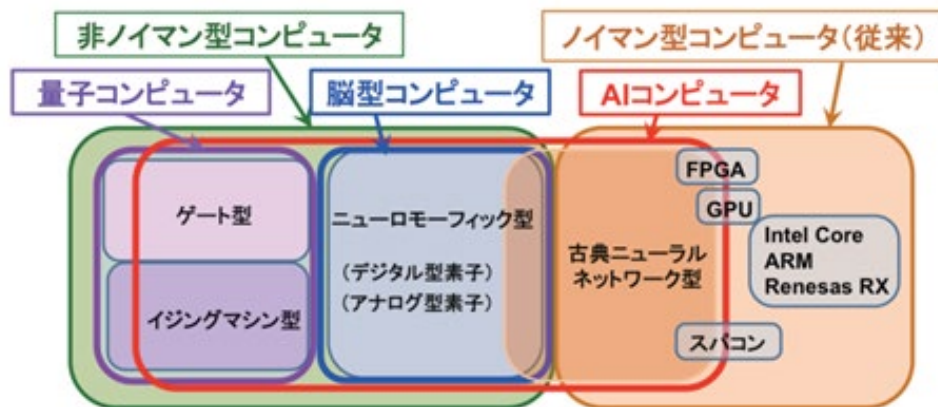 非ノイマン型コンピュータ
ノイマン型コンピュータ(従来)
量子コンピュータ
脳型コンピュータ
AIコンピュータ
ゲート型
イジングマシン型
ニューロモーフィック型
(デジタル型素子)
(アナログ型素子)
古典ニューラル
ネットワーク型
FPGA
GPU
Intel Core
ARM
Renesas RX
スパコン